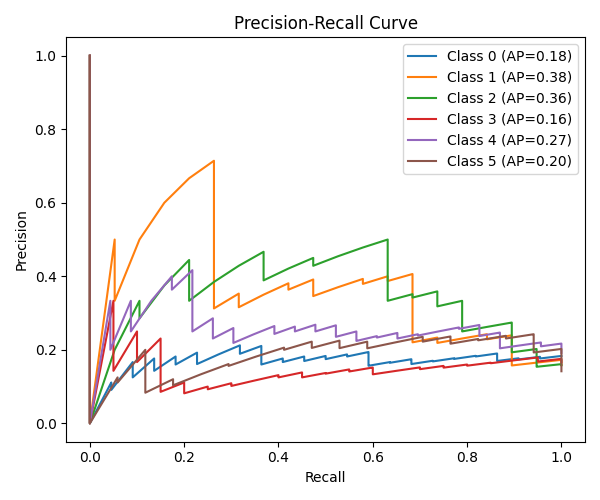 Precision-Recall Curve
Class 0 (AP=0.18)
Class 1 (AP=0.38)
Class 2 (AP=0.36)
Class 3 (AP=0.16)
Class 4 (AP=0.27)
Class 5 (AP=0.20)
Precision
1.0
0.8
0.6
0.4
0.2
0.0
0.0 0.2 0.4 0.6 0.8 1.0
Recall